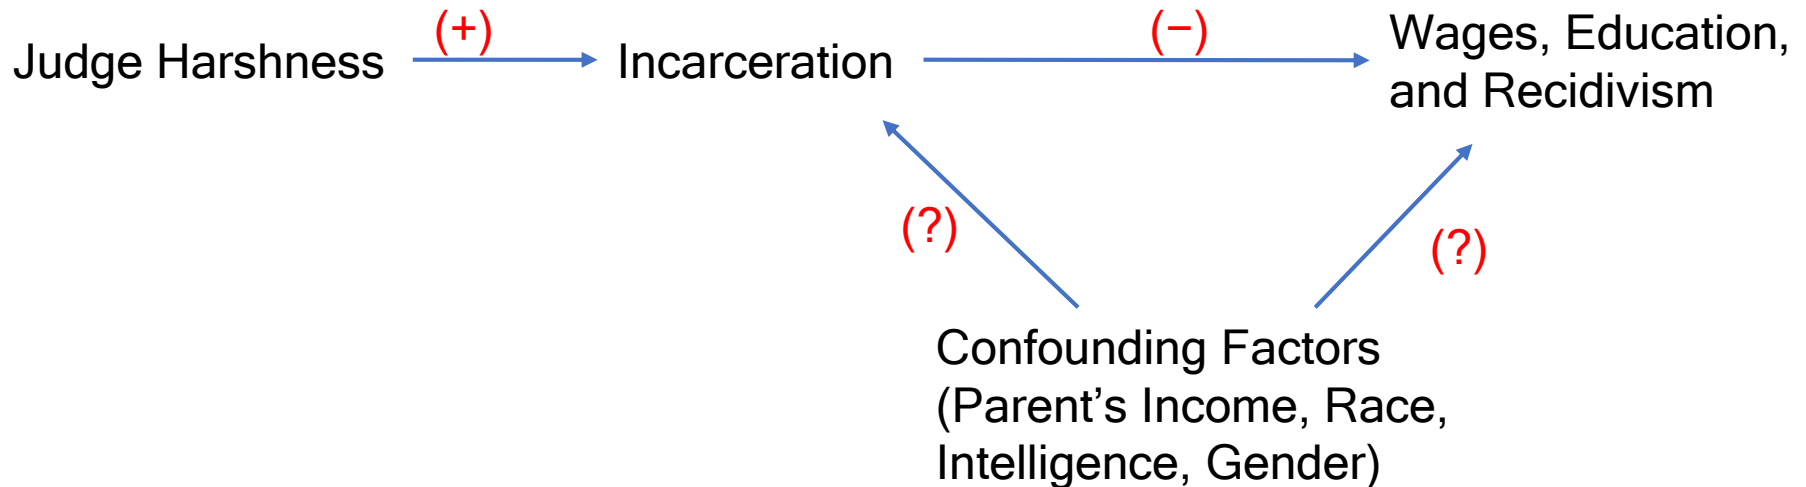 Judge Harshness
(+)
Incarceration
(−)
Wages, Education,
and Recidivism
(?)
(?)
Confounding Factors
(Parent’s Income, Race,
Intelligence, Gender)